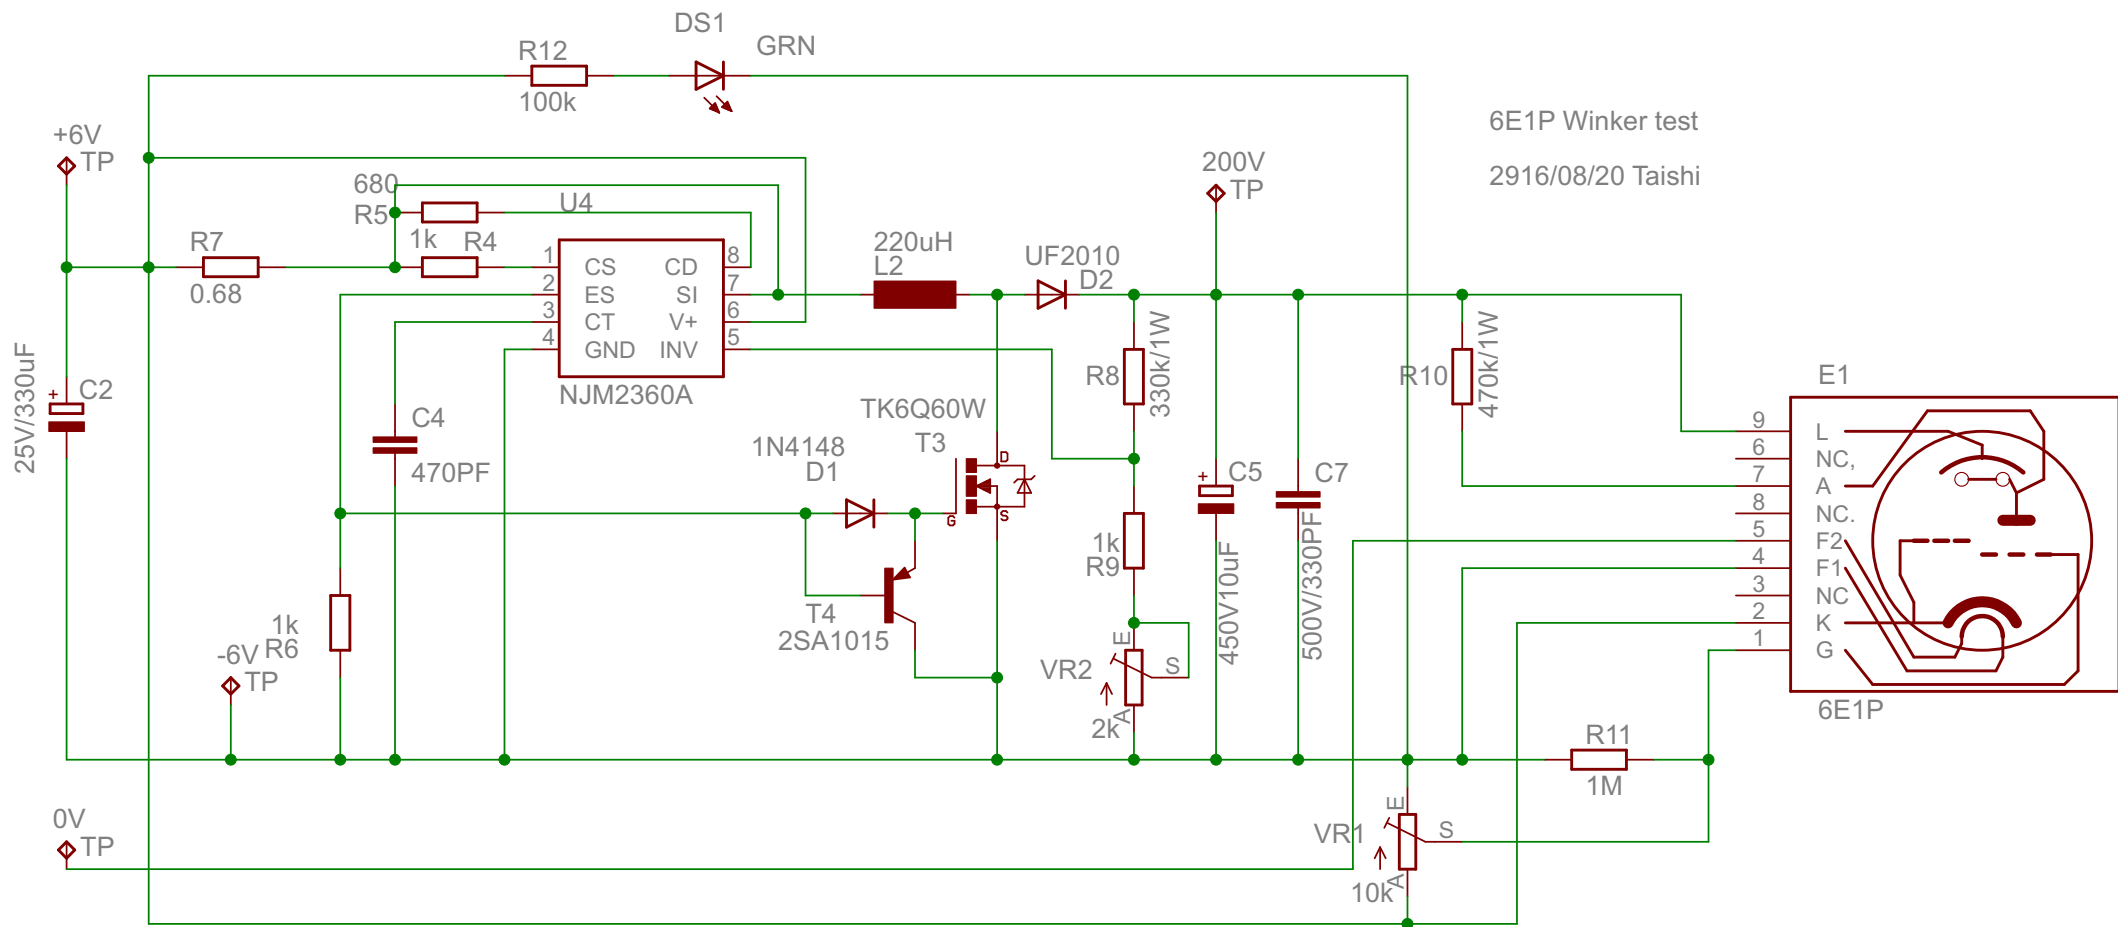 DS1
R12
GRN
100k
6E1P Winker test
+6V
TP
2916/08/20 Taishi
200V
TP
680
R5
U4
1k
R4
R7
0.68
220uH
L2
UF2010
D2
1
CS
CD
8
2
ES
SI
7
3
CT
V+
6
4
GND
INV
5
NJM2360A
25V/330uF
+
C2
C4
470PF
TK6Q60W
T3
1N4148
D1
D
G
S
R8
330k/1W
R10
470k/1W
E1
9
L
6
NC,
7
A
8
NC.
5
F2
4
F1
3
NC
2
K
1
G
6E1P
+
C5
450V10uF
C7
500V/330PF
1k
R9
T4
2SA1015
1k
R6
-6V
TP
E
VR2
S
A
2k
R11
1M
0V
TP
E
VR1
S
A
10k